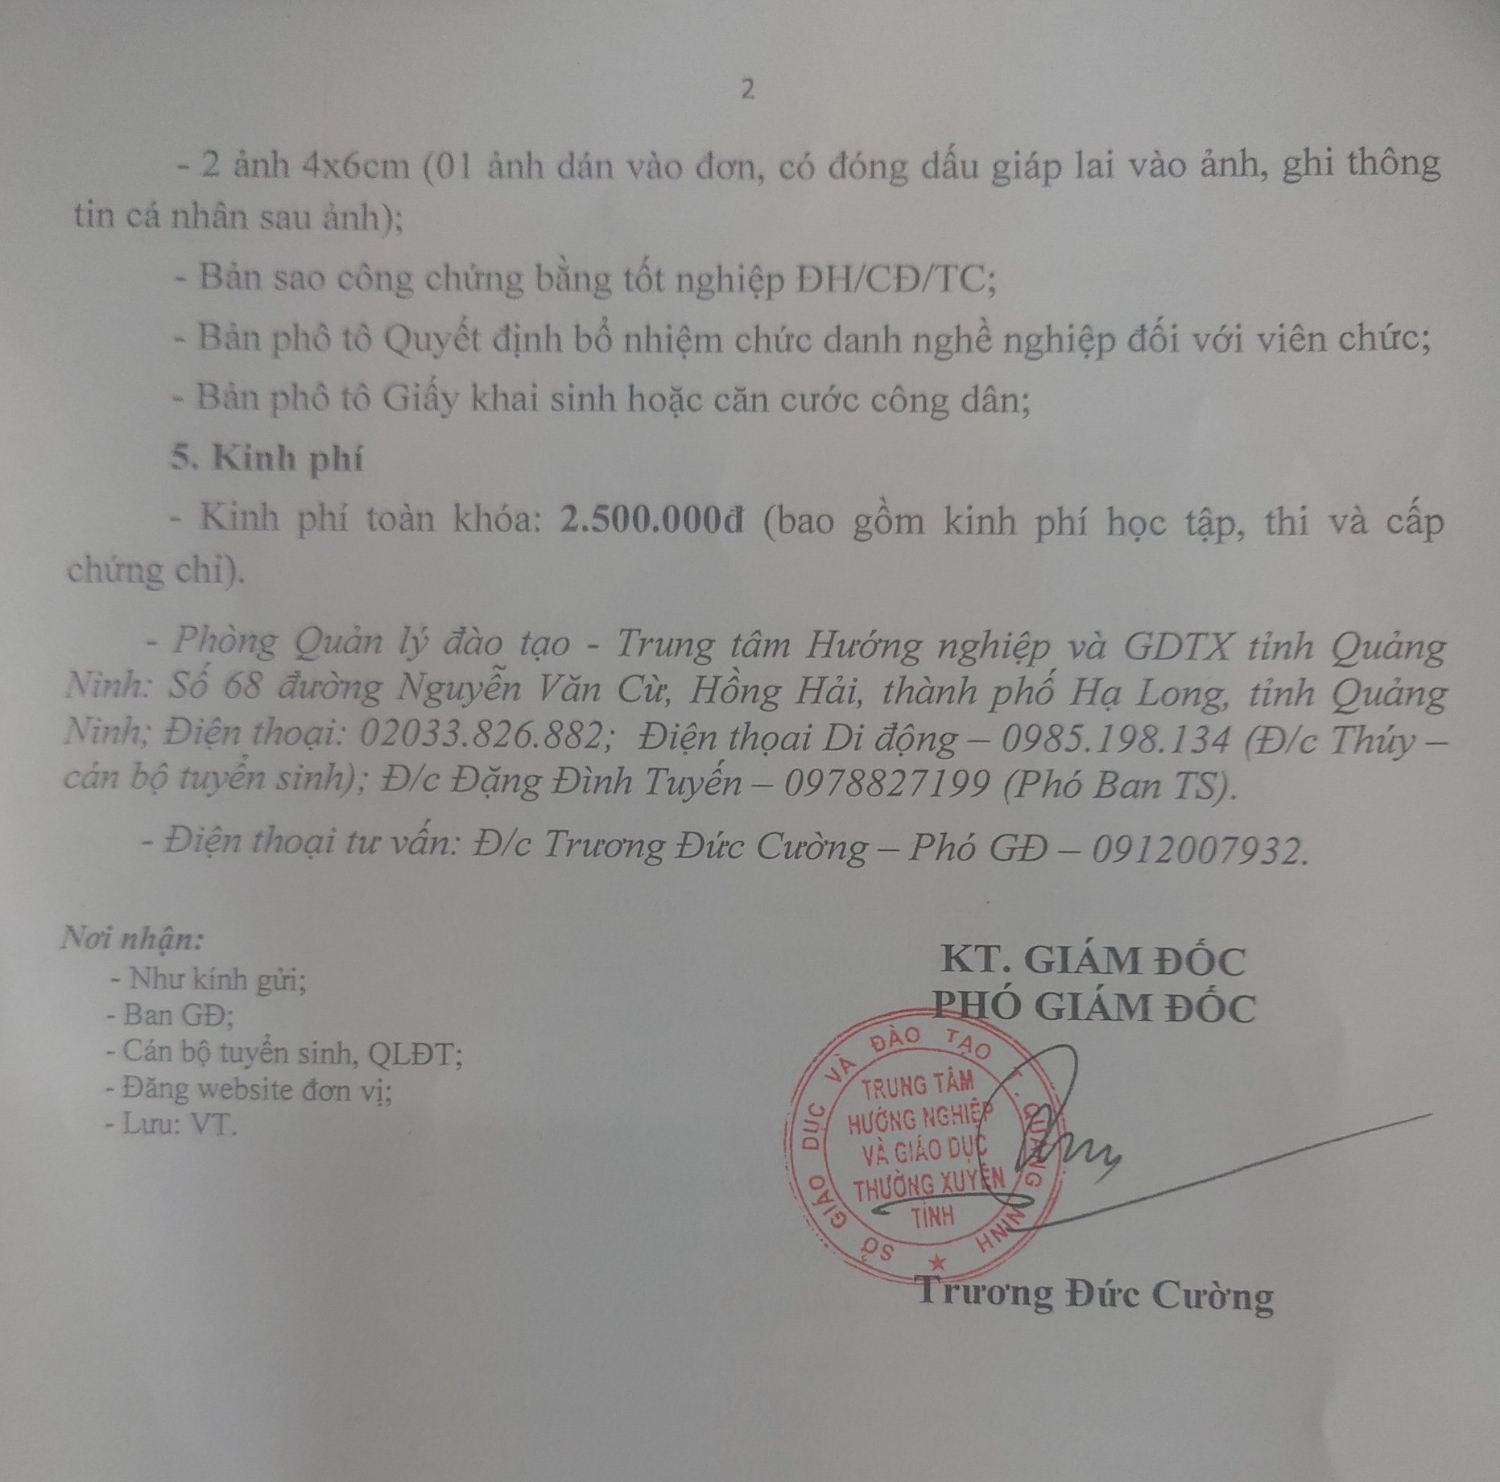 2
- 2 ảnh 4x6cm (01 ảnh dán vào đơn, có đóng dấu giáp lai vào ảnh, ghi thông
tin cá nhân sau ảnh);
- Bản sao công chứng bằng tốt nghiệp ĐH/CĐ/TC;
- Bản phô tô Quyết định bổ nhiệm chức danh nghề nghiệp đối với viên chức;
- Bản phô tô Giấy khai sinh hoặc căn cước công dân;
5. Kinh phí
- Kinh phí toàn khóa: 2.500.000đ (bao gồm kinh phí học tập, thi và cấp
chứng chỉ).
- Phòng Quản lý đào tạo - Trung tâm Hướng nghiệp và GDTX tỉnh Quảng
Ninh: Số 68 đường Nguyễn Văn Cừ, Hồng Hải, thành phố Hạ Long, tỉnh Quảng
Ninh; Điện thoại: 02033.826.882; Điện thọai Di động – 0985.198.134 (Đ/c Thúy –
cán bộ tuyển sinh); Đ/c Đặng Đình Tuyến – 0978827199 (Phó Ban TS).
- Điện thoại tư vấn: Đ/c Trương Đức Cường – Phó GĐ – 0912007932.
Nơi nhận:
- Như kính gửi;
- Ban GĐ;
- Cán bộ tuyển sinh, QLĐT;
- Đăng website đơn vị;
- Lưu: VT.
KT. GIÁM ĐỐC
PHÓ GIÁM ĐỐC
SỞ GIÁO DỤC VÀ ĐÀO TẠO T. QUẢNG NINH
TRUNG TÂM
HƯỚNG NGHIỆP
VÀ GIÁO DỤC
THƯỜNG XUYÊN
TỈNH
Trương Đức Cường